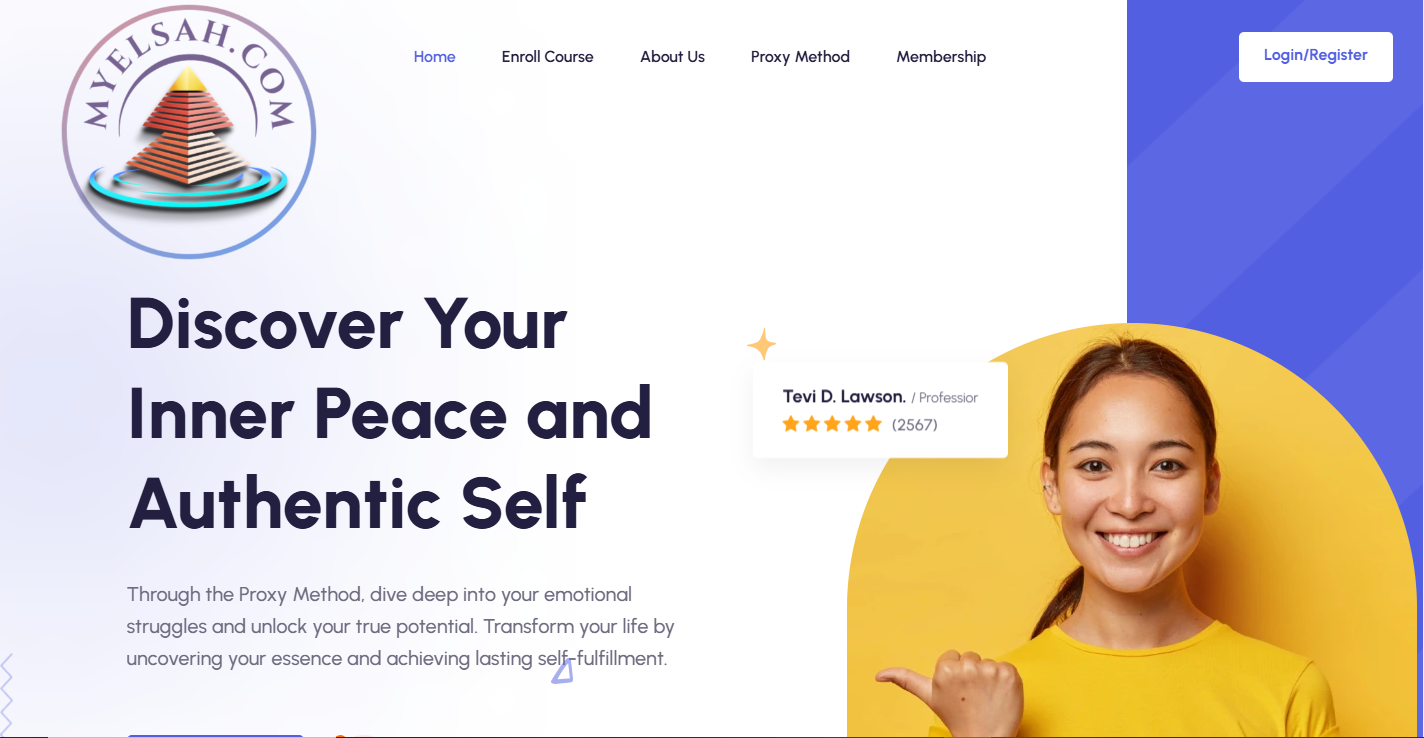 MYELSAH.COM
Home Enroll Course About Us Proxy Method Membership
Login/Register
Discover Your
Inner Peace and
Authentic Self
Tevi D. Lawson. / Professior
(2567)
Through the Proxy Method, dive deep into your emotional
struggles and unlock your true potential. Transform your life by
uncovering your essence and achieving lasting self-fulfillment.